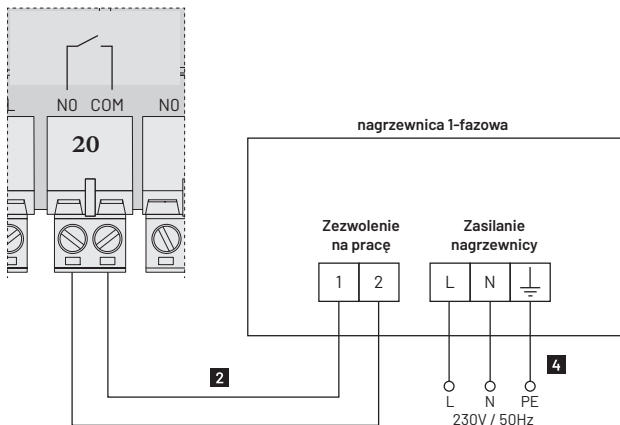 L NO COM NO
20
nagrzewnica 1-fazowa
Zezwolenie
na pracę
Zasilanie
nagrzewnicy
1 2
L N
2
4
L N PE
230V / 50Hz